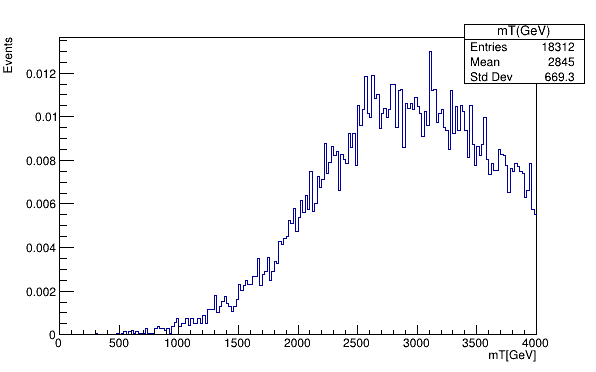 mT(GeV)
Entries 18312
Mean 2845
Std Dev 669.3
Events
0.012
0.01
0.008
0.006
0.004
0.002
0
0 500 1000 1500 2000 2500 3000 3500 4000
mT[GeV]